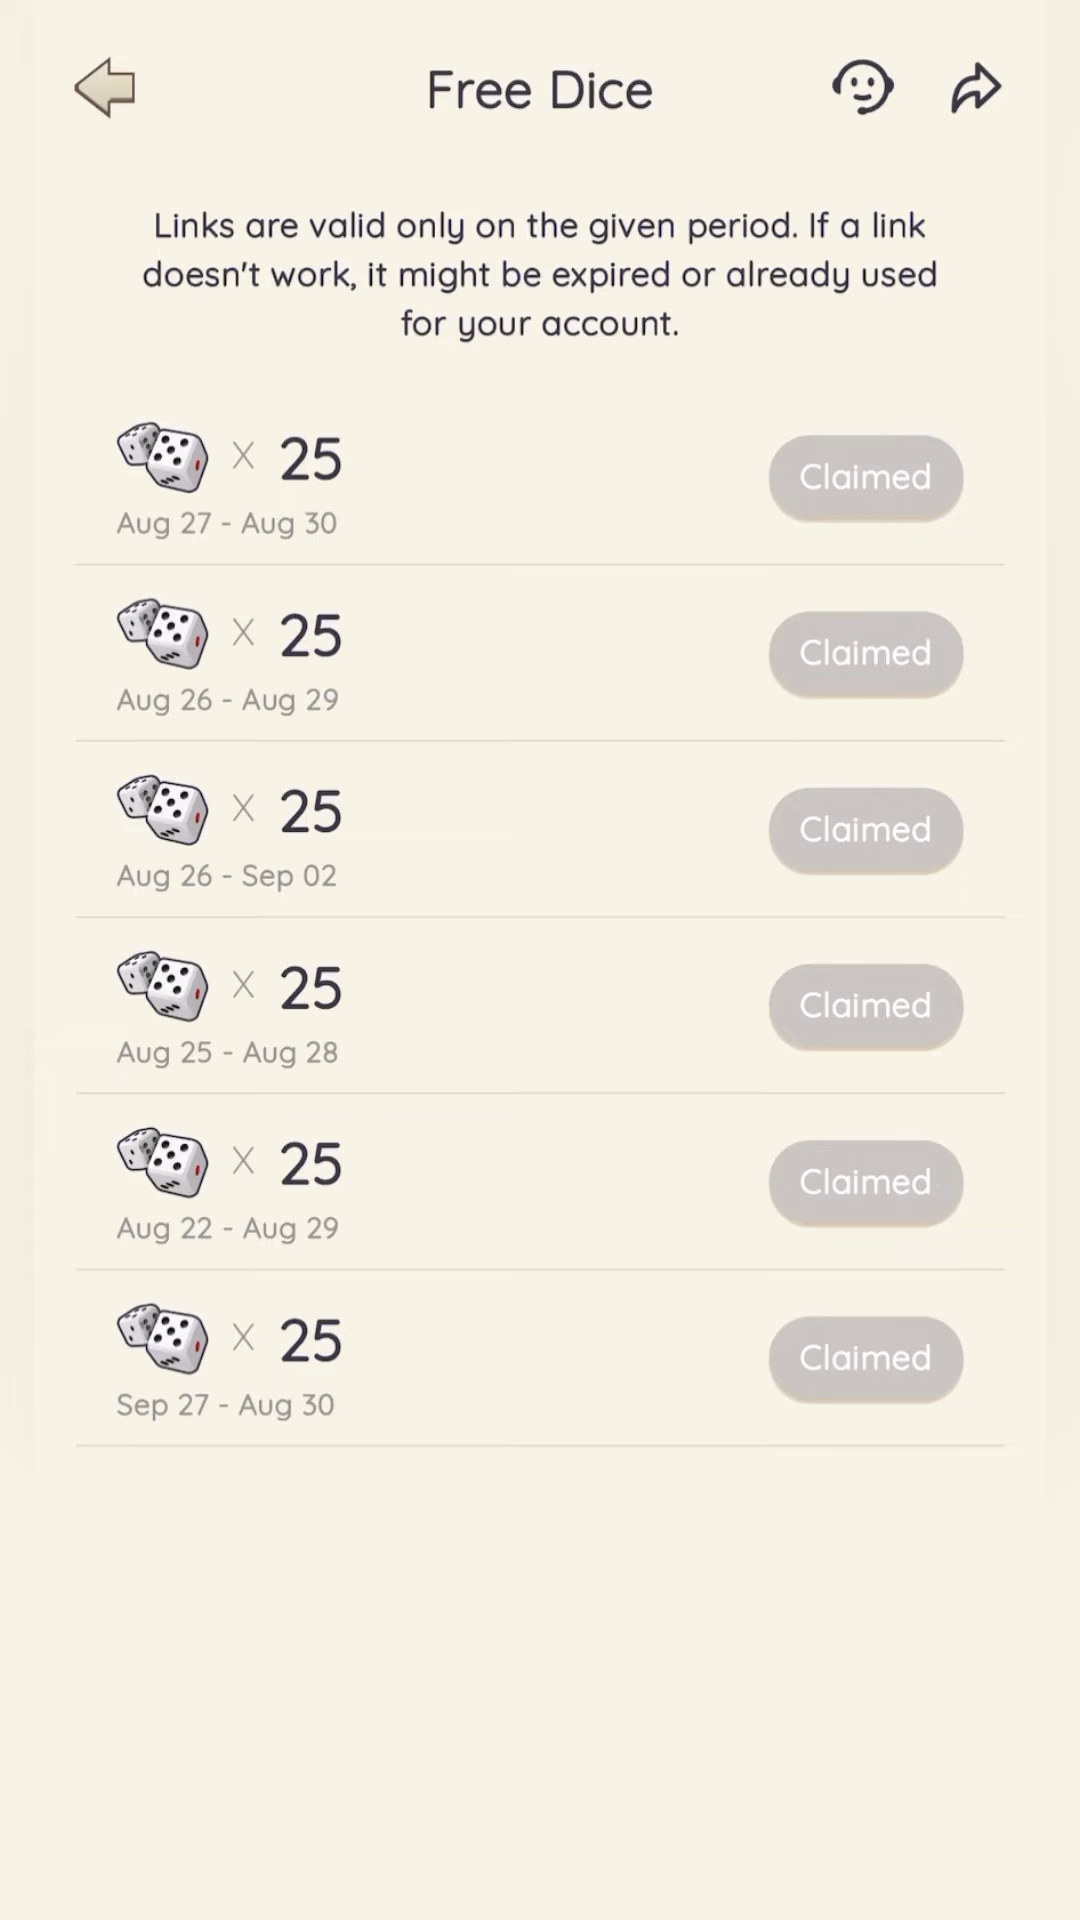 Free Dice
Links are valid only on the given period. If a link
doesn't work, it might be expired or already used
for your account.
X 25
Claimed
Aug 27 - Aug 30
X 25
Claimed
Aug 26 - Aug 29
X 25
Claimed
Aug 26 - Sep 02
X 25
Claimed
Aug 25 - Aug 28
X 25
Claimed
Aug 22 - Aug 29
X 25
Claimed
Sep 27 - Aug 30